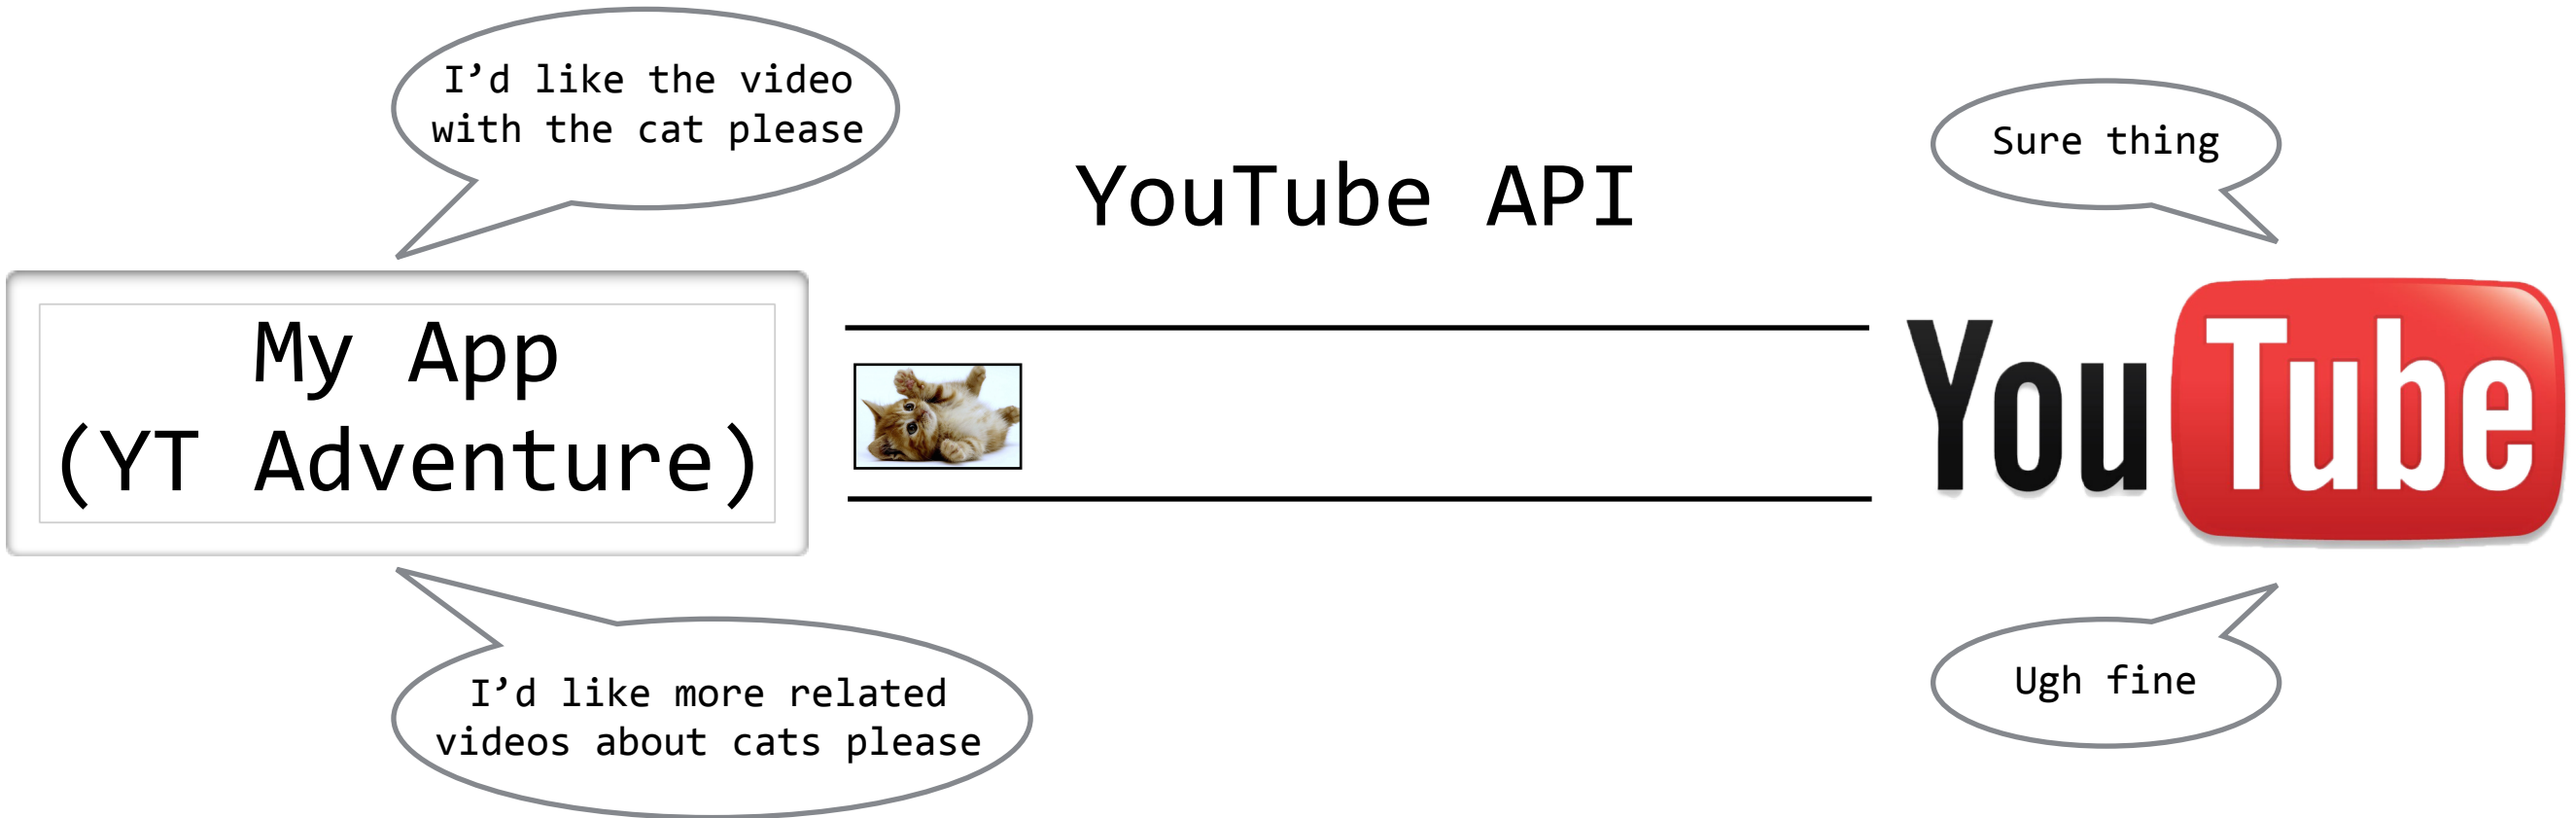 I’d like the video
with the cat please
Sure thing
YouTube API
My App
(YT Adventure)
YouTube
I’d like more related
videos about cats please
Ugh fine